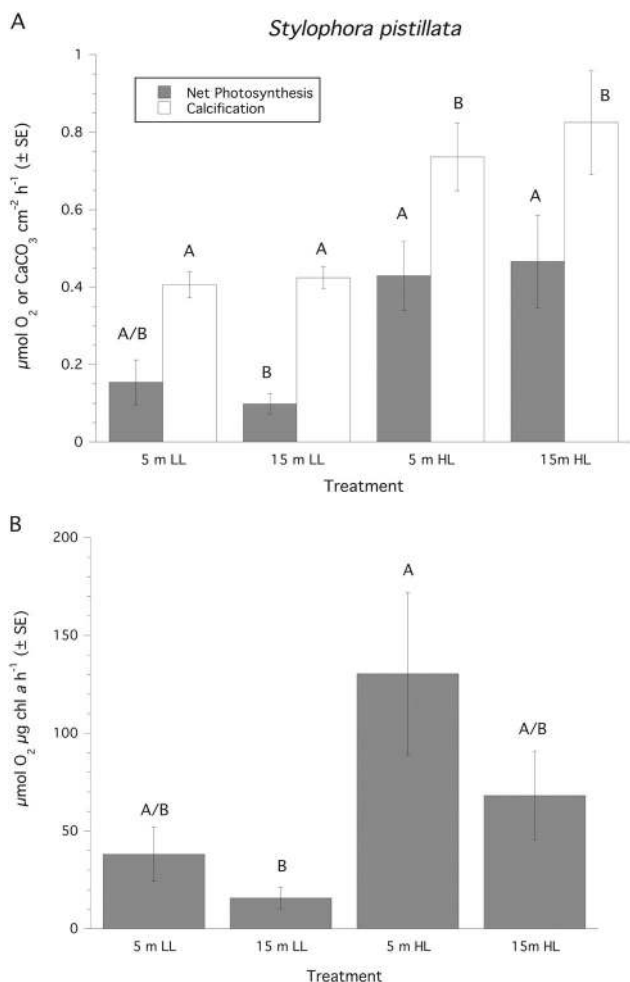 A
Stylophora pistillata
1
Net Photosynthesis
Calcification
B
B
0.8
A
A
0.6
A
A
0.4
A/B
0.2
B
0
µmol O2 or CaCO3 cm-2 h-1 (± SE)
5 m LL 15 m LL 5 m HL 15m HL
Treatment
B
200
A
150
A/B
100
A/B
50
B
0
µmol O2 µg chl a h-1 (± SE)
5 m LL 15 m LL 5 m HL 15m HL
Treatment